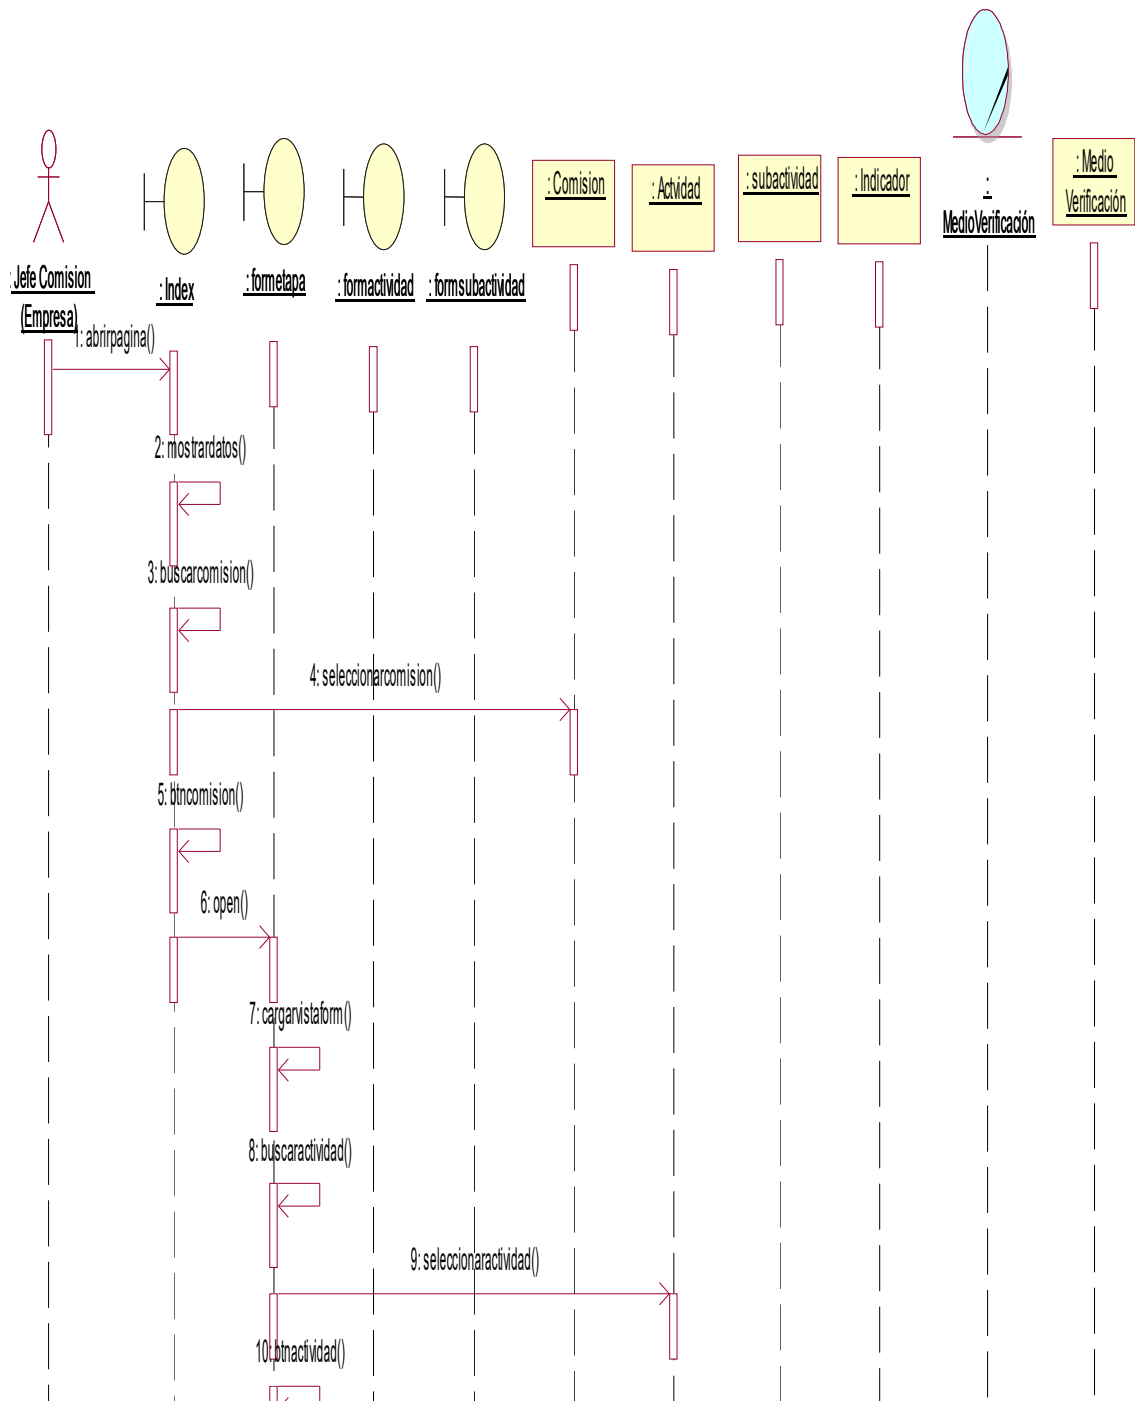 : Jefe Comision
(Empresa)
: Index
: formetapa
: formactividad
: formsubactividad
: Comision
: Actvidad
: subactividad
: Indicador
:
MedioVerificación
: Medio
Verificación
1: abrirpagina()
2: mostrardatos()
3: buscarcomision()
4: seleccionarcomision()
5: btncomision()
6: open()
7: cargarvistaform()
8: buscaractividad()
9: seleccionaractividad()
10: btnactividad()